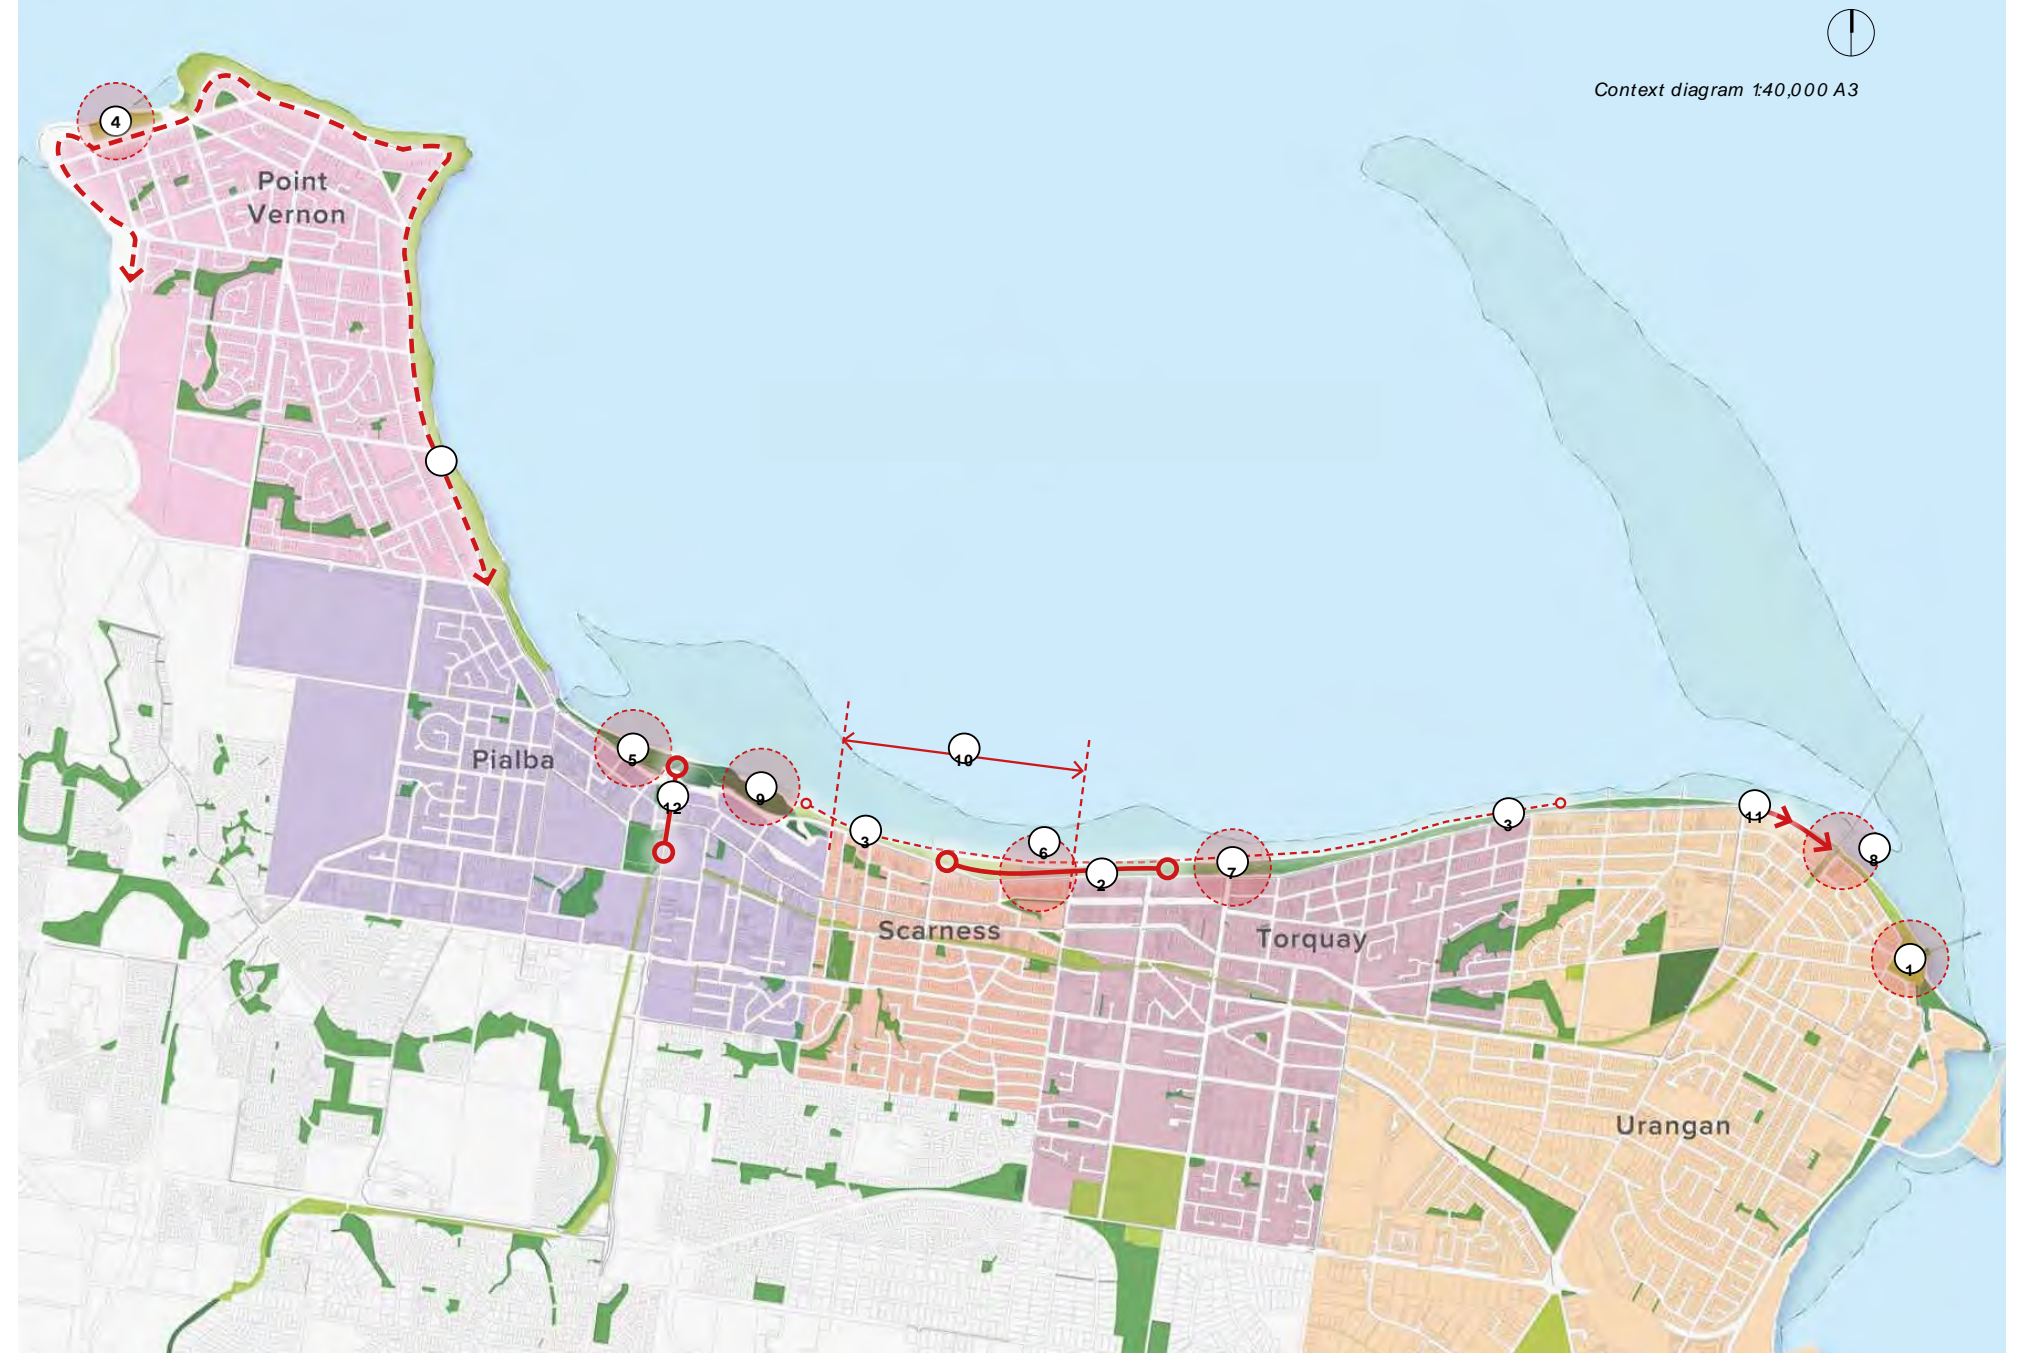 Context diagram 1:40,000 A3
4
Point
Vernon
Pialba
5
12
9
10
3
6
2
7
3
11
8
1
Scarness
Torquay
Urangan